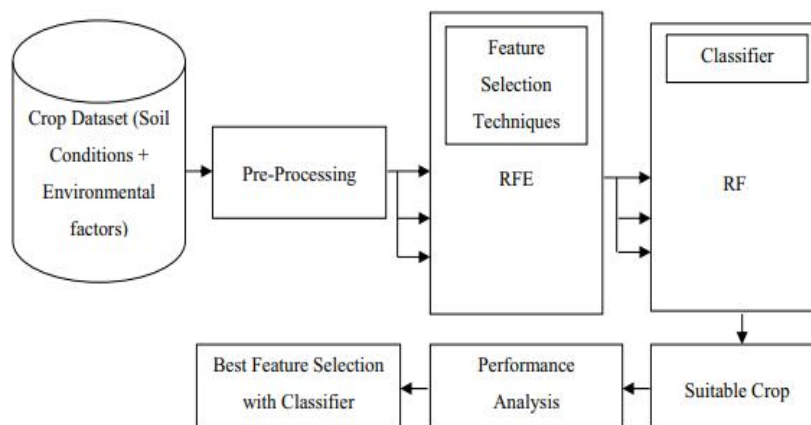 Crop Dataset (Soil
Conditions +
Environmental
factors)
Pre-Processing
Feature
Selection
Techniques
RFE
Classifier
RF
Suitable Crop
Performance
Analysis
Best Feature Selection
with Classifier